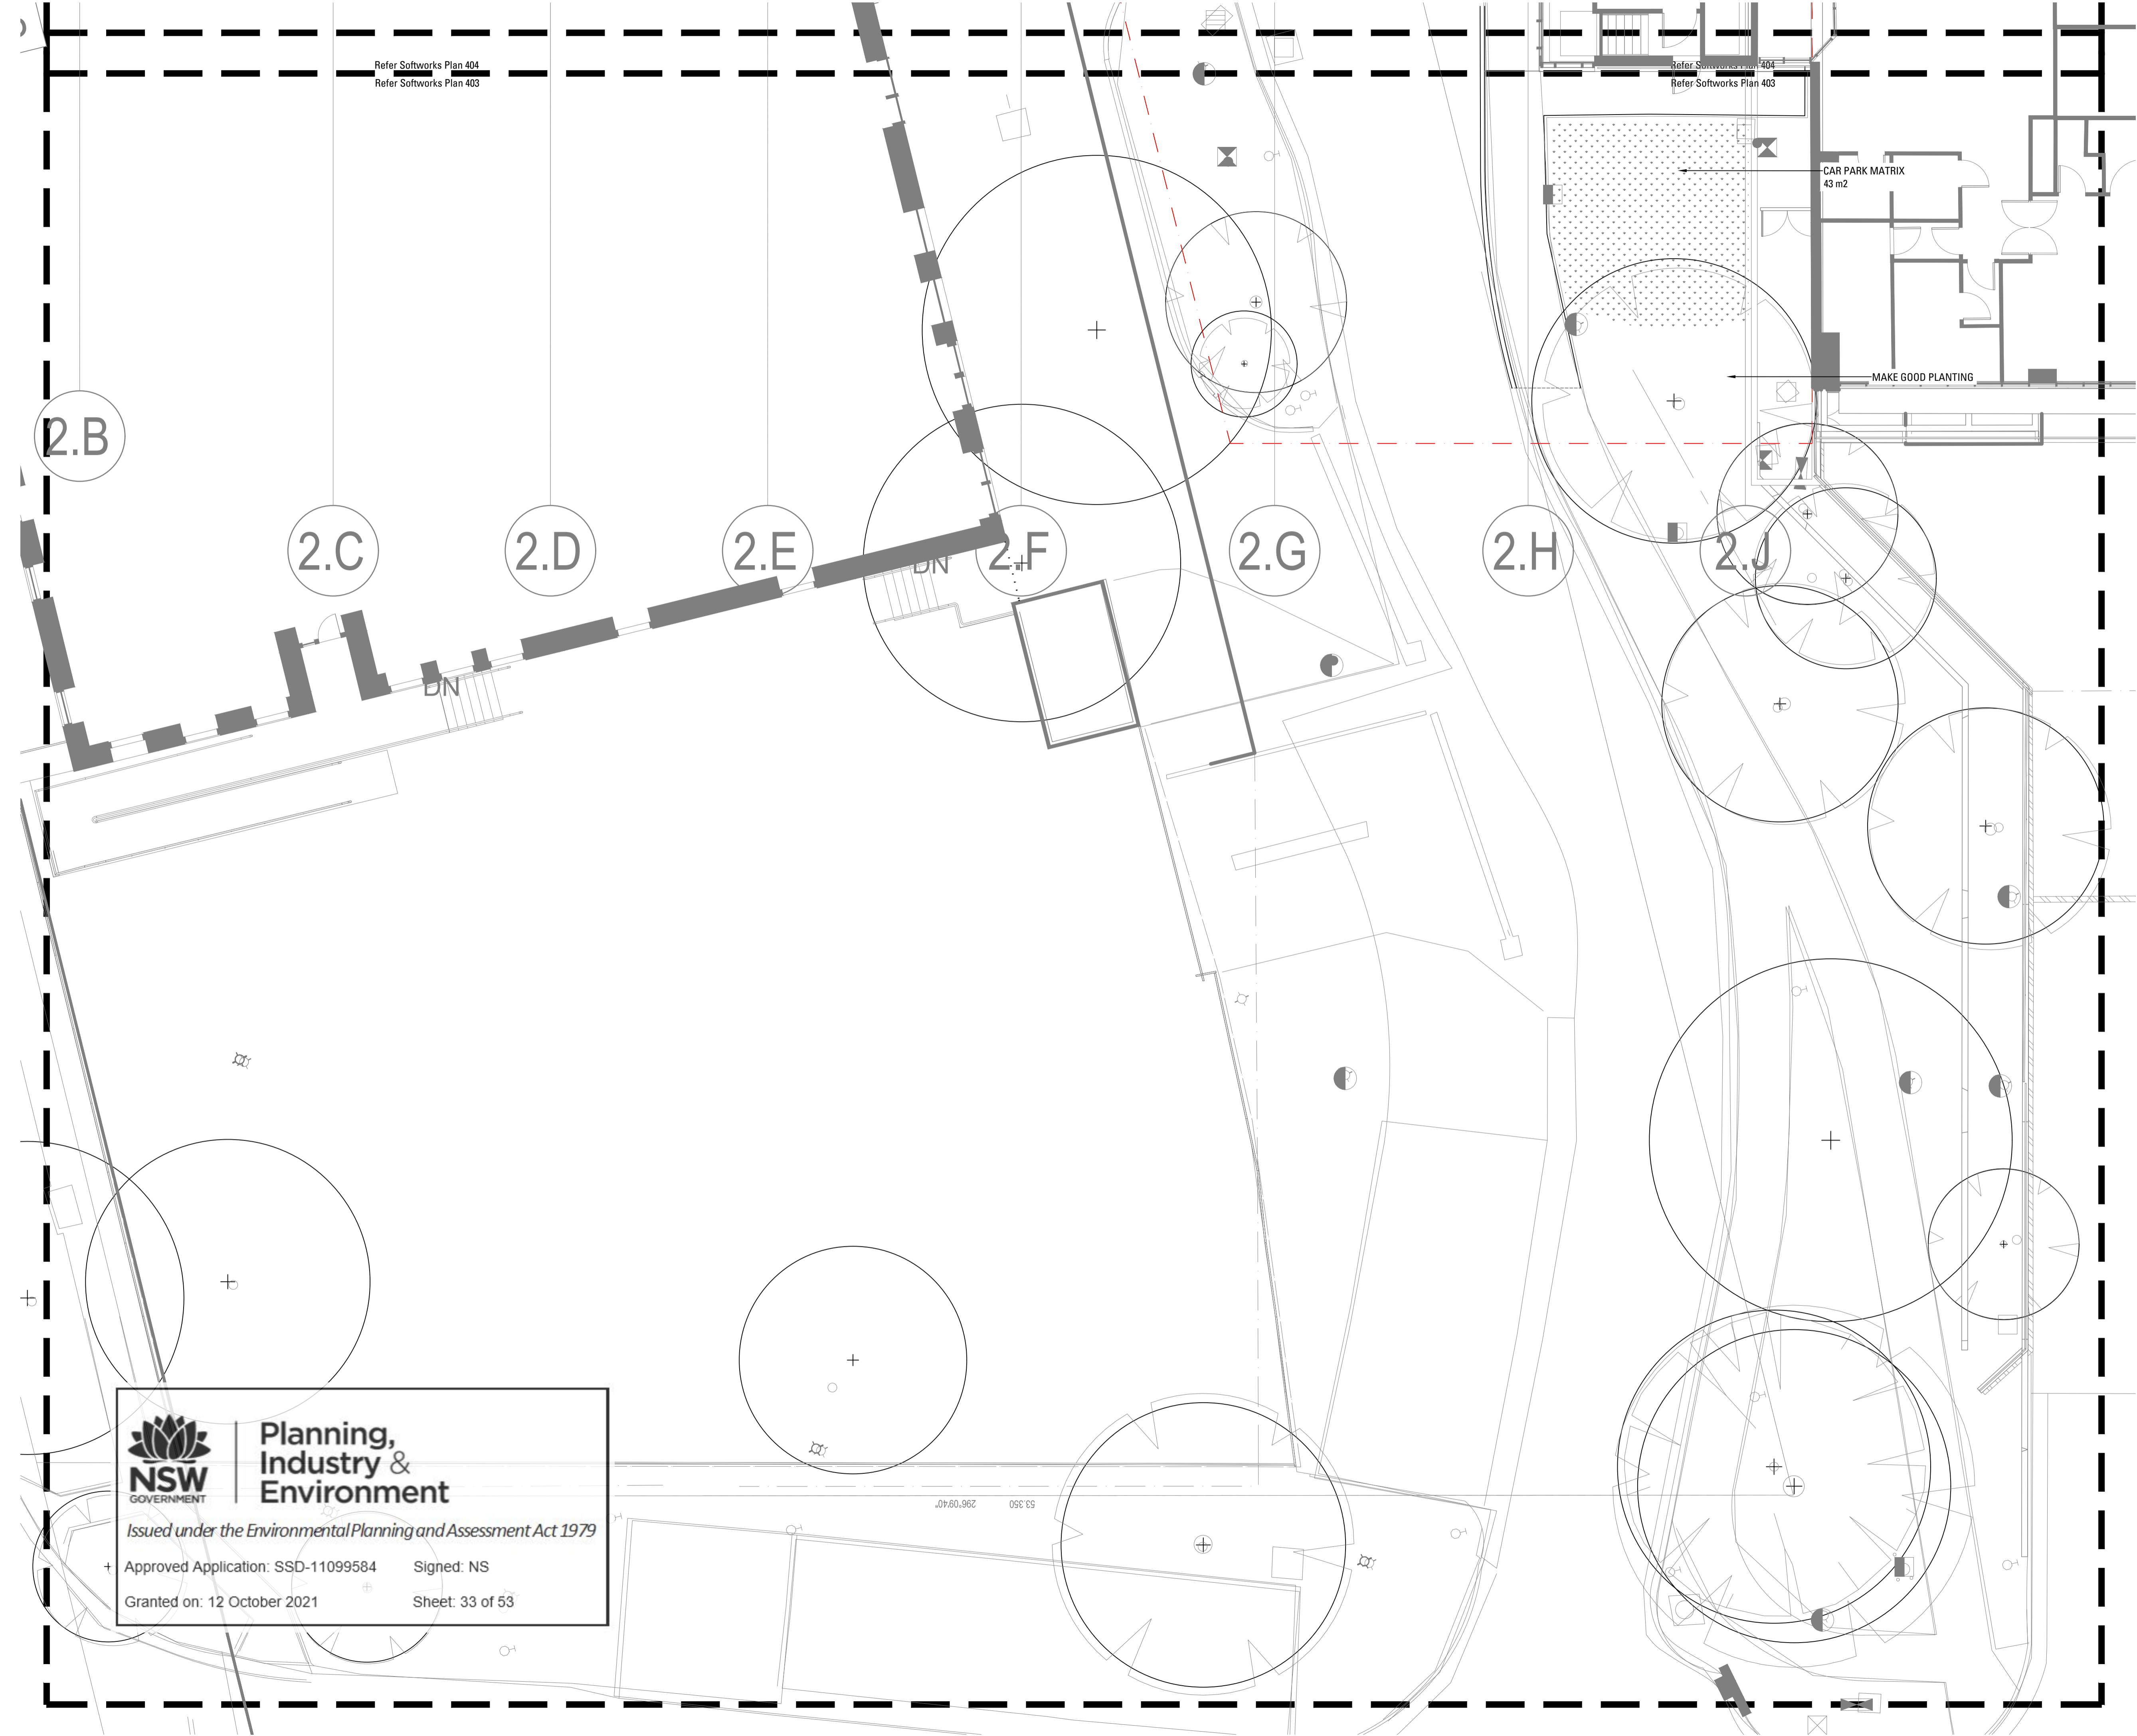 Refer Softworks Plan 404
Refer Softworks Plan 403
Refer Softworks Plan 404
Refer Softworks Plan 403
CAR PARK MATRIX
43 m2
MAKE GOOD PLANTING
2.B
2.C
2.D
2.E
2.F
2.G
2.H
2.J
DN
DN
296°09'40"
53.350
NSW
GOVERNMENT
Planning,
Industry &
Environment
Issued under the Environmental Planning and Assessment Act 1979
Approved Application: SSD-11099584 Signed: NS
Granted on: 12 October 2021 Sheet: 33 of 53